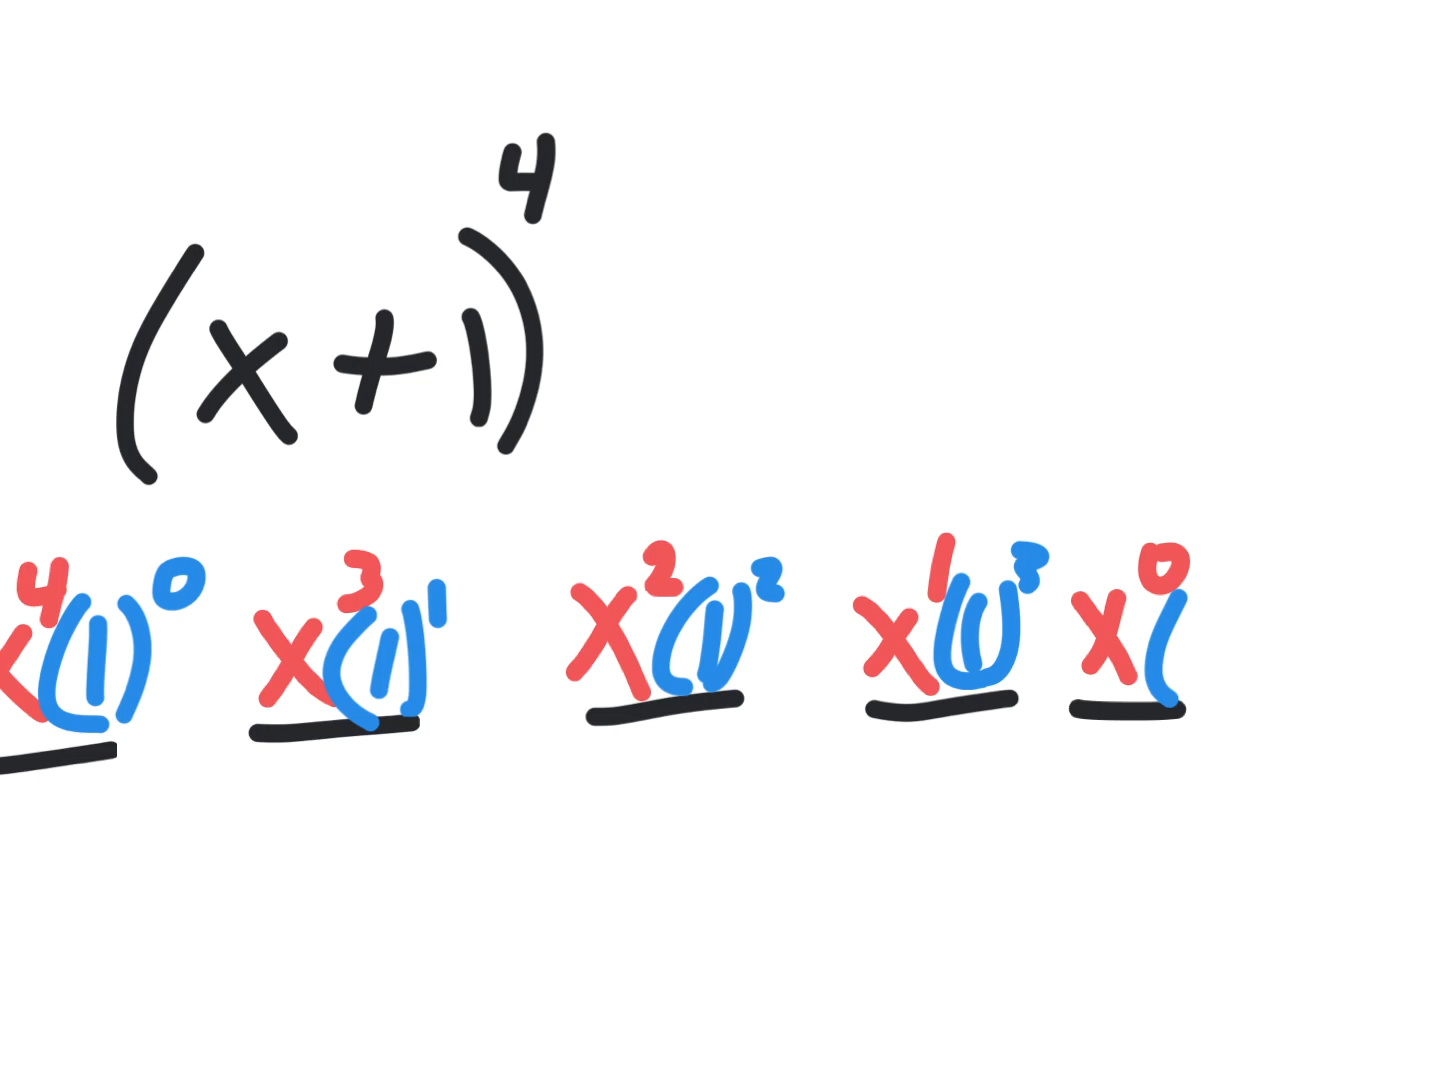 (x+1)⁴
x⁴(1)⁰ x³(1)¹ x²(1)² x¹(1)³ x⁰(